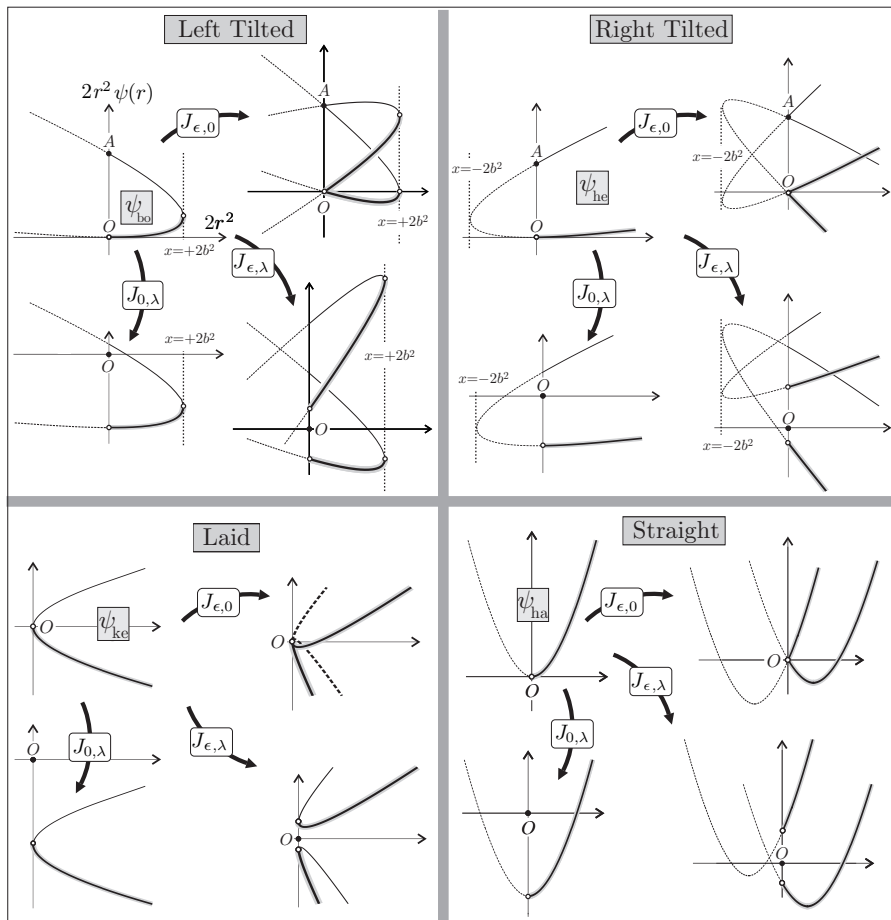 Left Tilted
2r² ψ(r)
A
ψ_bo
O
2r²
x=+2b²
J_{ϵ,0}
A
O
x=+2b²
J_{0,λ}
J_{ϵ,λ}
O
x=+2b²
x=+2b²
O
Right Tilted
A
x=−2b²
ψ_he
O
J_{ϵ,0}
A
x=−2b²
O
J_{0,λ}
J_{ϵ,λ}
x=−2b²
O
O
x=−2b²
Laid
O
ψ_ke
J_{ϵ,0}
O
O
J_{0,λ}
J_{ϵ,λ}
O
Straight
ψ_ha
O
J_{ϵ,0}
O
J_{0,λ}
J_{ϵ,λ}
O
O